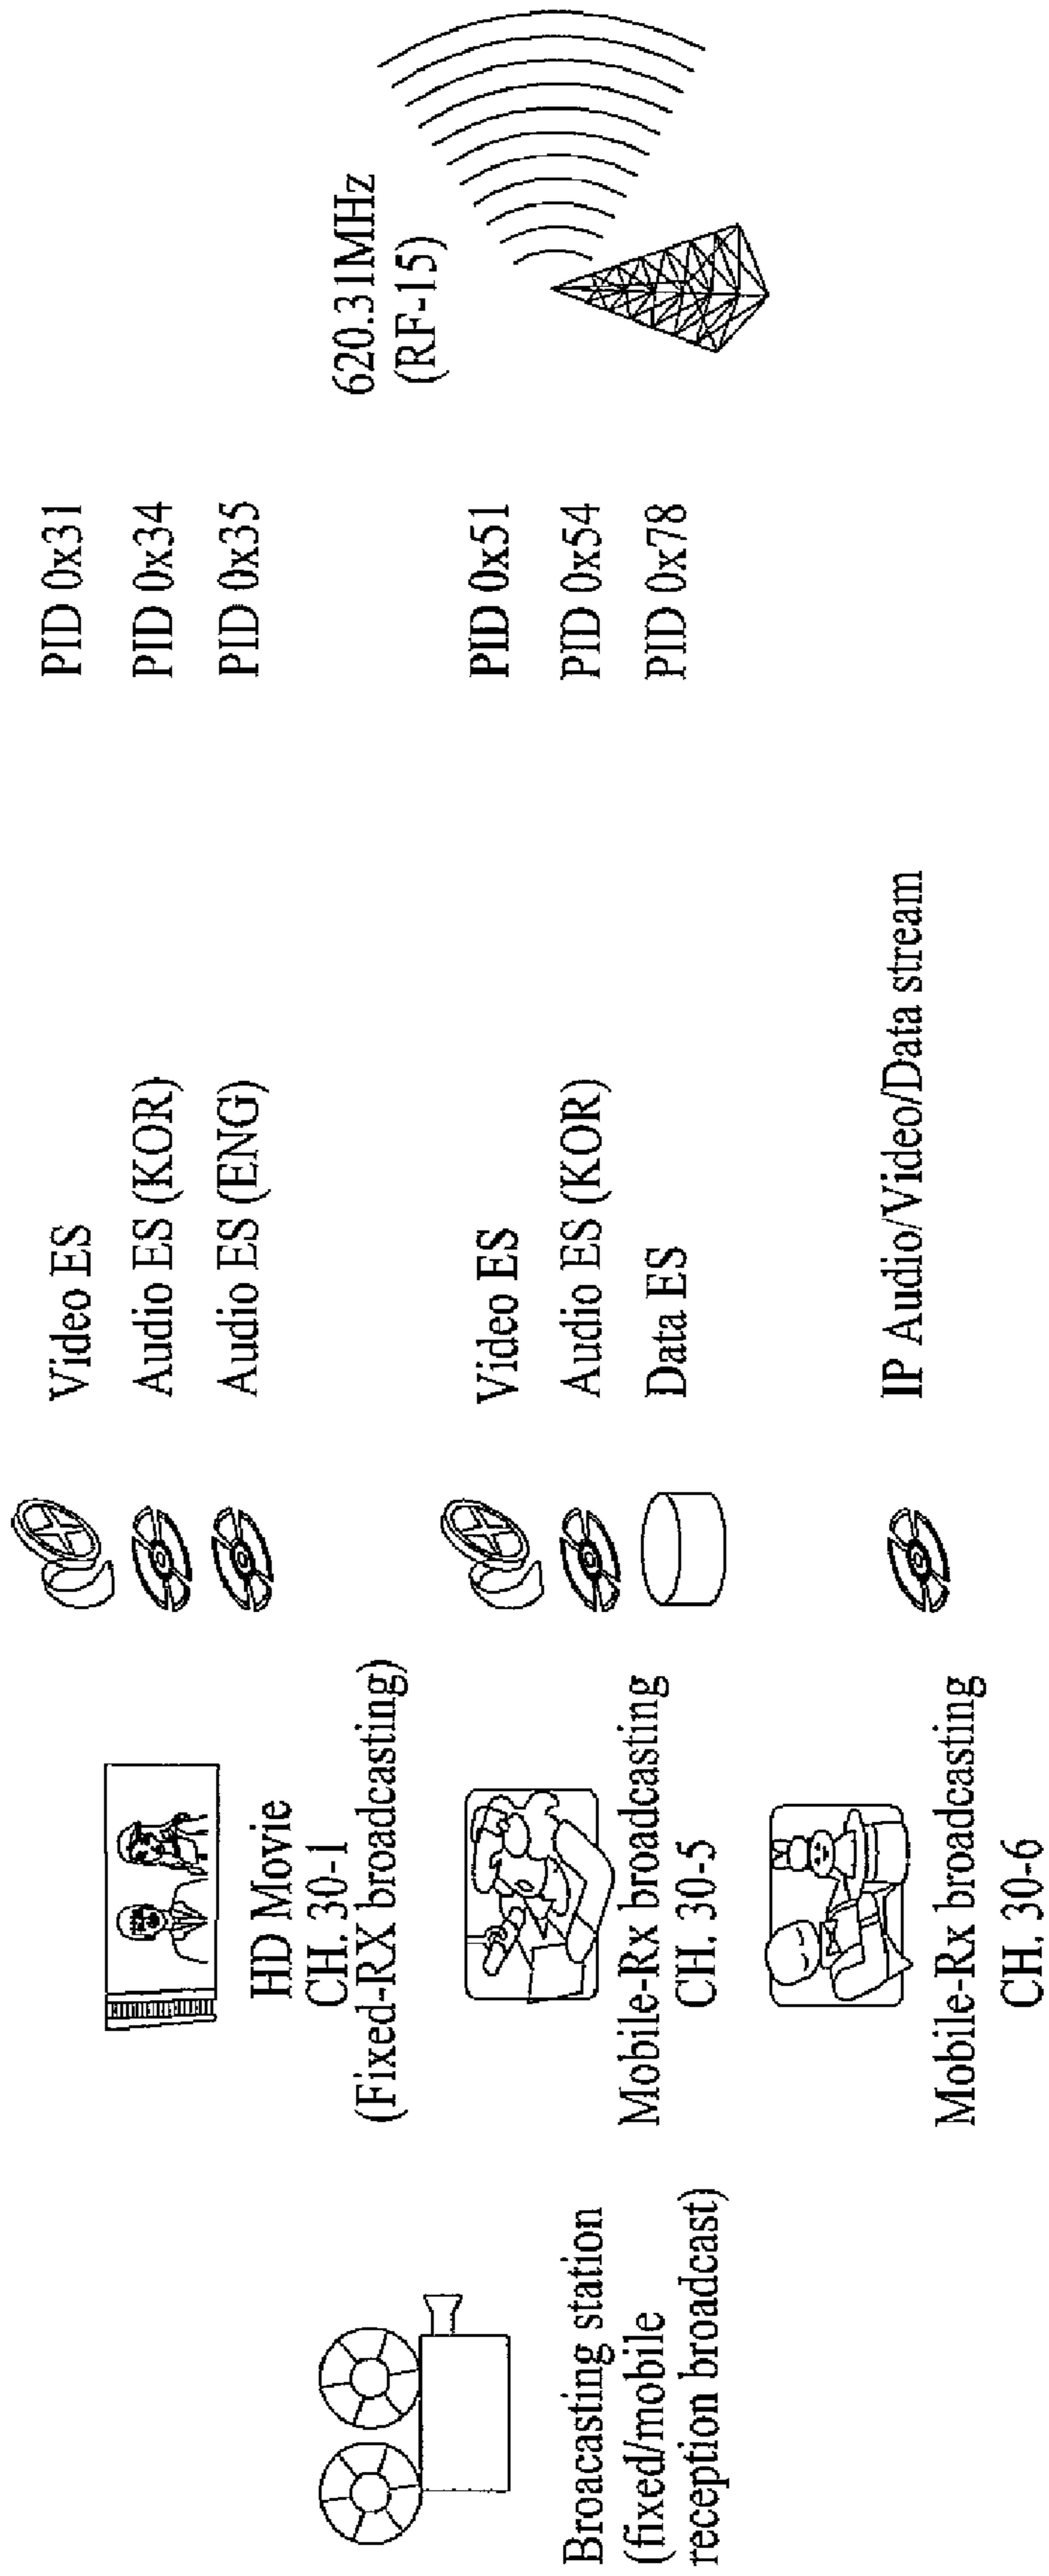 Broacasting station
(fixed/mobile
reception broadcast)
HD Movie
CH. 30-1
(Fixed-RX broadcasting)
Video ES
PID 0x31
Audio ES (KOR)
PID 0x34
Audio ES (ENG)
PID 0x35
Mobile-Rx broadcasting
CH. 30-5
Video ES
PID 0x51
Audio ES (KOR)
PID 0x54
Data ES
PID 0x78
Mobile-Rx broadcasting
CH. 30-6
IP Audio/Video/Data stream
620.31MHz
(RF-15)